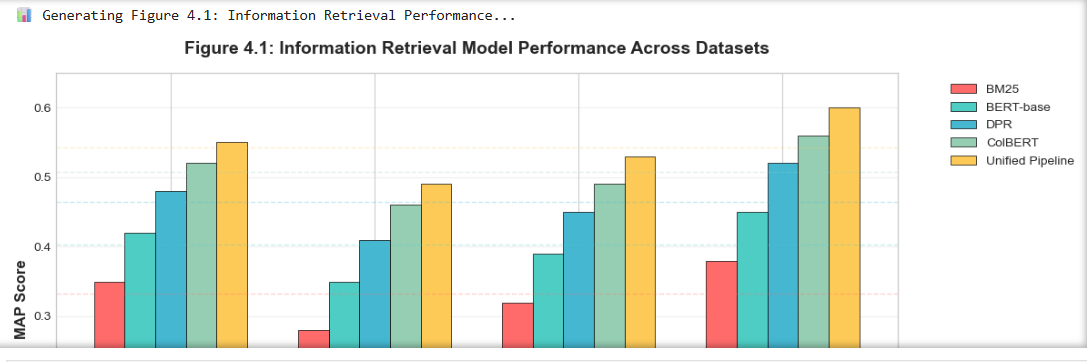 Generating Figure 4.1: Information Retrieval Performance...
Figure 4.1: Information Retrieval Model Performance Across Datasets
BM25
BERT-base
DPR
ColBERT
Unified Pipeline
0.6
0.5
0.4
0.3
MAP Score